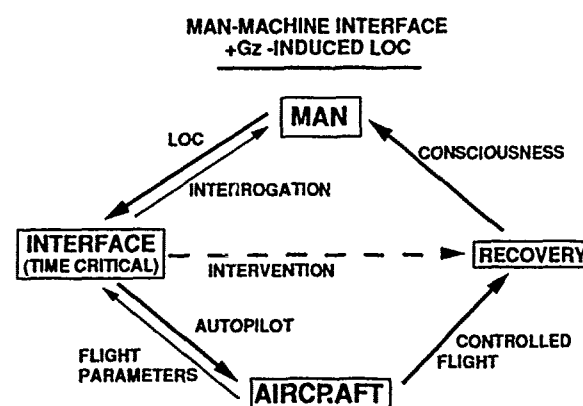 MAN-MACHINE INTERFACE
+Gz -INDUCED LOC
MAN
LOC
CONSCIOUSNESS
INTERROGATION
INTERFACE
(TIME CRITICAL)
INTERVENTION
RECOVERY
AUTOPILOT
FLIGHT
PARAMETERS
CONTROLLED
FLIGHT
AIRCRAFT